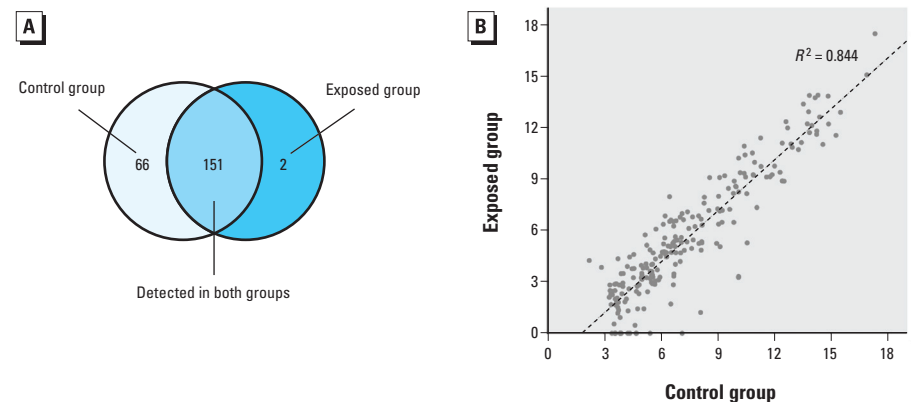 A
Control group
Exposed group
66
151
2
Detected in both groups
B
R² = 0.844
Exposed group
18
15
12
9
6
3
0
0
3
6
9
12
15
18
Control group